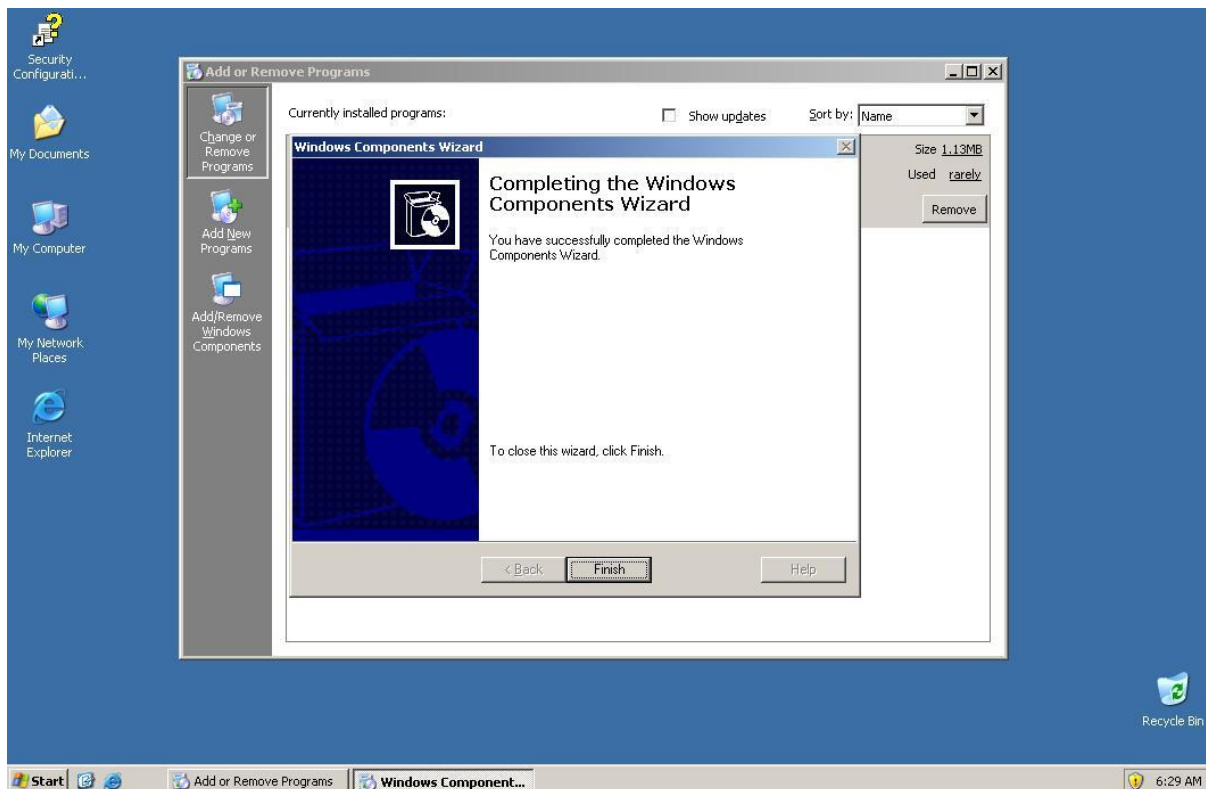 Security
Configurati...
My Documents
My Computer
My Network
Places
Internet
Explorer
Add or Remove Programs
Change or
Remove
Programs
Add New
Programs
Add/Remove
Windows
Components
Currently installed programs:
Show updates
Sort by:
Name
Size 1.13MB
Used rarely
Remove
Windows Components Wizard
Completing the Windows
Components Wizard
You have successfully completed the Windows
Components Wizard.
To close this wizard, click Finish.
< Back
Finish
Help
Recycle Bin
Start
Add or Remove Programs
Windows Component...
6:29 AM